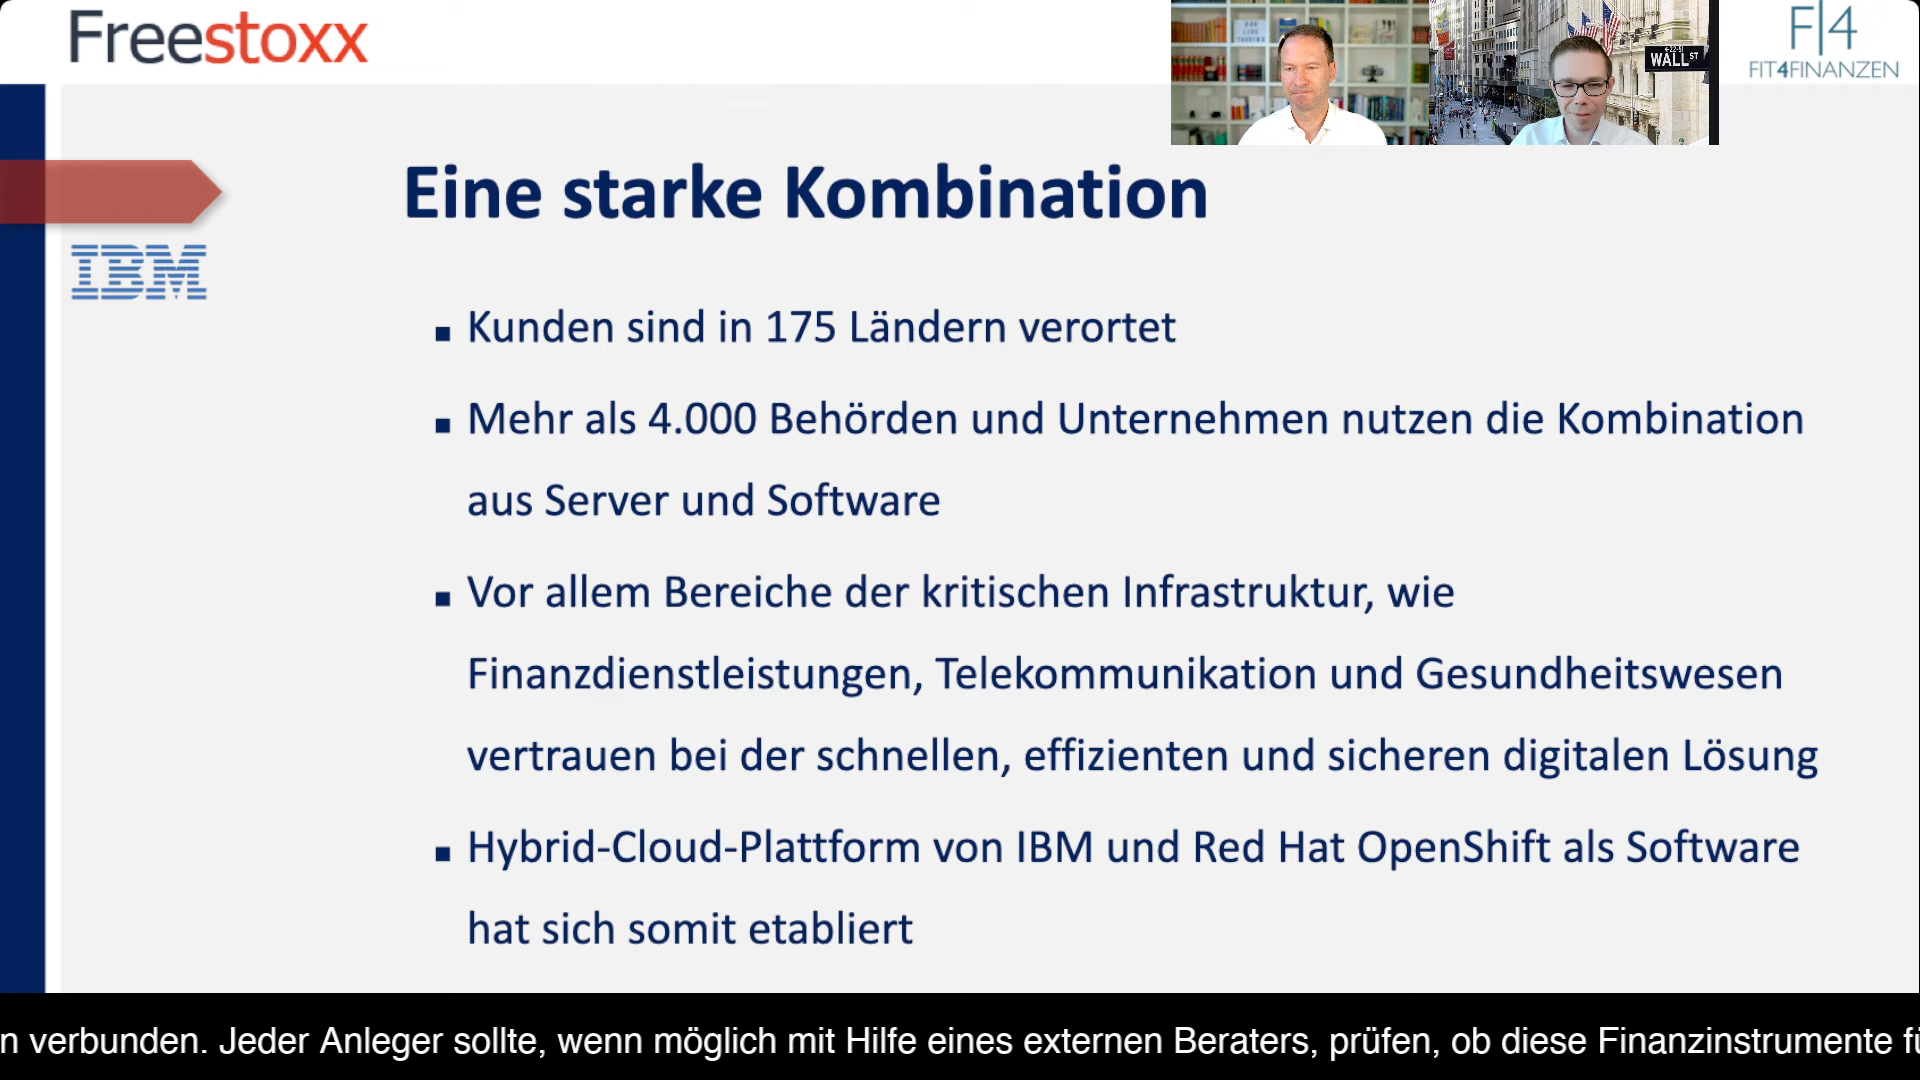 Freestoxx
WALL ST
F|4
FIT4FINANZEN
Eine starke Kombination
IBM
▪ Kunden sind in 175 Ländern verortet
▪ Mehr als 4.000 Behörden und Unternehmen nutzen die Kombination
aus Server und Software
▪ Vor allem Bereiche der kritischen Infrastruktur, wie
Finanzdienstleistungen, Telekommunikation und Gesundheitswesen
vertrauen bei der schnellen, effizienten und sicheren digitalen Lösung
▪ Hybrid-Cloud-Plattform von IBM und Red Hat OpenShift als Software
hat sich somit etabliert
n verbunden. Jeder Anleger sollte, wenn möglich mit Hilfe eines externen Beraters, prüfen, ob diese Finanzinstrumente fü